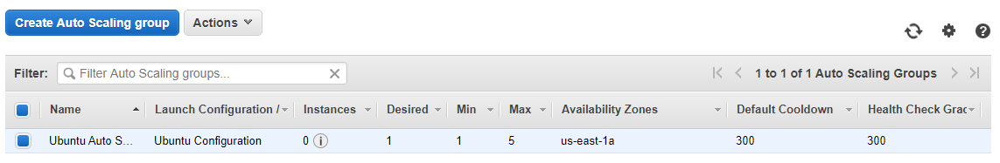 Create Auto Scaling group Actions
Filter: Filter Auto Scaling groups... 1 to 1 of 1 Auto Scaling Groups
Name Launch Configuration / Instances Desired Min Max Availability Zones Default Cooldown Health Check Grac
Ubuntu Auto S... Ubuntu Configuration 0 1 1 5 us-east-1a 300 300